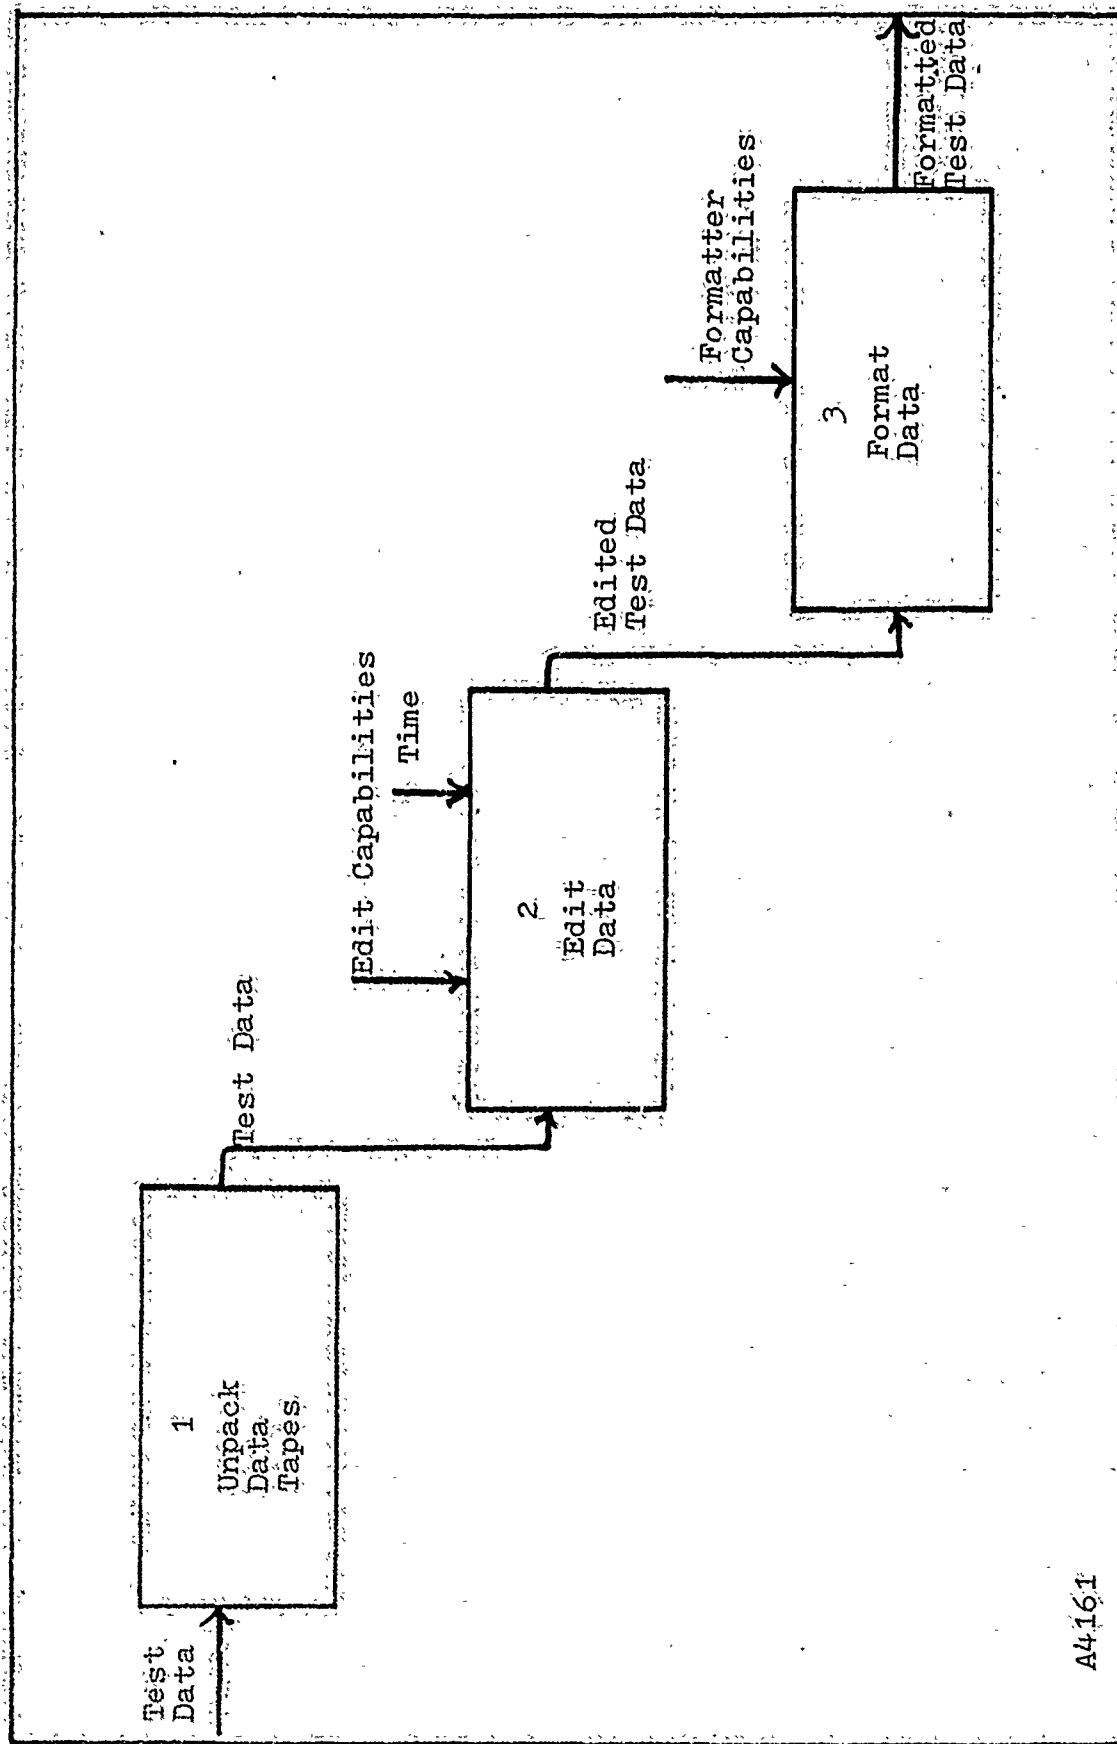 Test
Data
1
Unpack
Data
Tapes
Test Data
Edit Capabilities
Time
2
Edit
Data
Edited
Test Data
Formatter
Capabilities
3
Format
Data
Formatted
Test Data
A4161